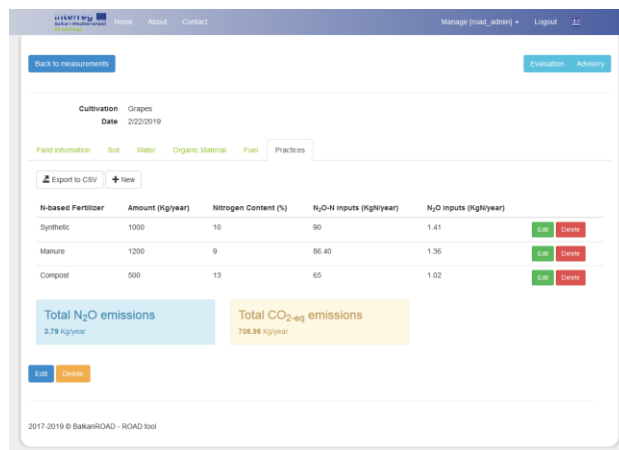 Interreg
Balkan-Mediterranean
Home About Contact Manage [road_admin] Logout
Back to measurements Evaluation Advisory
Cultivation Grapes
Date 2/22/2019
Field information Soil Water Organic Material Fuel Practices
Export to CSV + New
N-based Fertilizer Amount (Kg/year) Nitrogen Content (%) N₂O-N inputs (KgN/year) N₂O inputs (KgN/year)
Synthetic 1000 10 90 1.41 Edit Delete
Manure 1200 9 86.40 1.36 Edit Delete
Compost 500 13 65 1.02 Edit Delete
Total N₂O emissions Total CO₂-eq emissions
3.79 Kg/year 708.98 Kg/year
Edit Delete
2017-2019 © BalkanROAD - ROAD tool